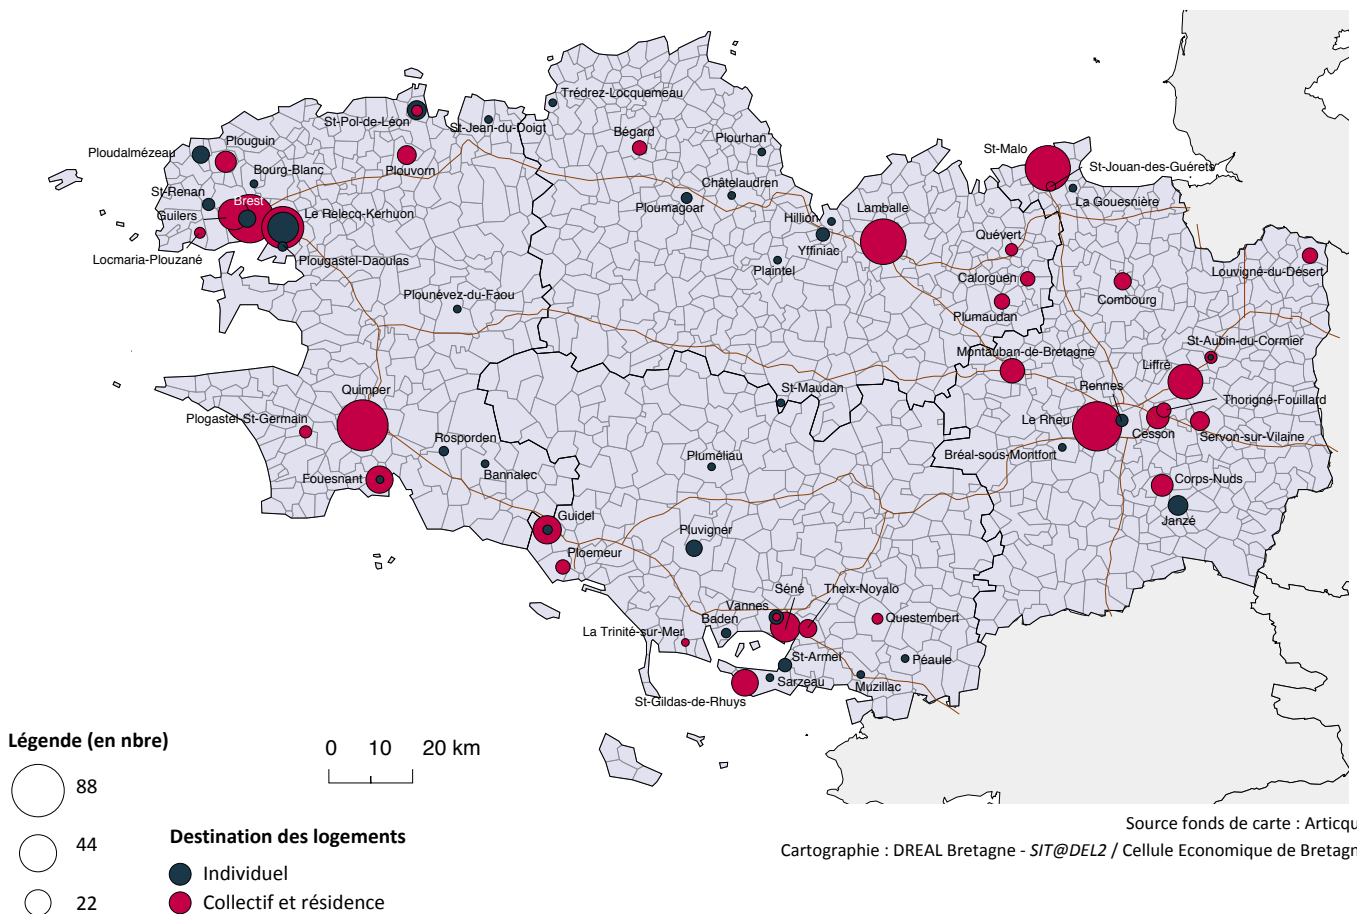 Trédrez-Locquemeau
St-Pol-de-Léon
St-Jean-du-Doigt
Bégard
Plourhan
St-Malo
St-Jouan-des-Guérets
Plouguin
Ploudalmézeau
Bourg-Blanc
Plouvorn
Châtelaudren
La Gouesnière
St-Renan
Brest
Guilers
Le Relecq-Kerhuon
Ploumagoar
Hillion
Lamballe
Quévert
Yffiniac
Locmaria-Plouzané
Plougastel-Daoulas
Plaintel
Calorguen
Louvigné-du-Désert
Plounévez-du-Faou
Combourg
Plumaudan
St-Aubin-du-Cormier
Montauban-de-Bretagne
Liffré
Quimper
St-Maudan
Rennes
Thorigné-Fouillard
Plogastel-St-Germain
Le Rheu
Cesson
Servon-sur-Vilaine
Rosporden
Bréal-sous-Montfort
Pluméliau
Bannalec
Fouesnant
Corps-Nuds
Guidel
Janzé
Pluvigner
Ploemeur
Séné
Theix-Noyalo
Vannes
Baden
Questembert
La Trinité-sur-Mer
St-Armel
Péaule
Sarzeau
Muzillac
St-Gildas-de-Rhuys
Légende (en nbre)
88
44
22
0 10 20 km
Destination des logements
Individuel
Collectif et résidence
Source fonds de carte : Articqu
Cartographie : DREAL Bretagne - SIT@DEL2 / Cellule Economique de Bretagn